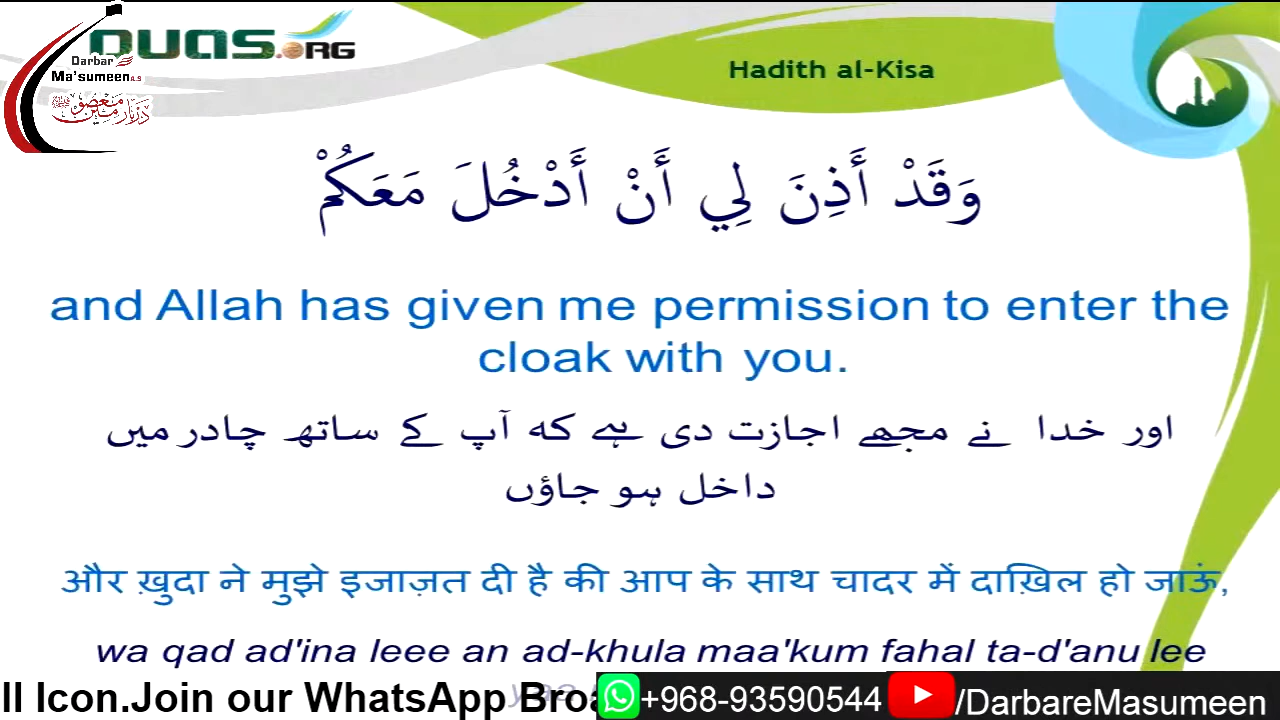 DUAS.ORG
Darbar
Ma'sumeen A.S
Hadith al-Kisa
وَقَدْ أَذِنَ لِي أَنْ أَدْخُلَ مَعَكُمْ
and Allah has given me permission to enter the
cloak with you.
اور خدا نے مجھے اجازت دی ہے کہ آپ کے ساتھ چادر میں
داخل ہو جاؤں
और ख़ुदा ने मुझे इजाज़त दी है की आप के साथ चादर में दाख़िल हो जाऊं,
wa qad ad'ina leee an ad-khula maa'kum fahal ta-d'anu lee
ll Icon.Join our WhatsApp Broa
+968-93590544
/DarbareMasumeen